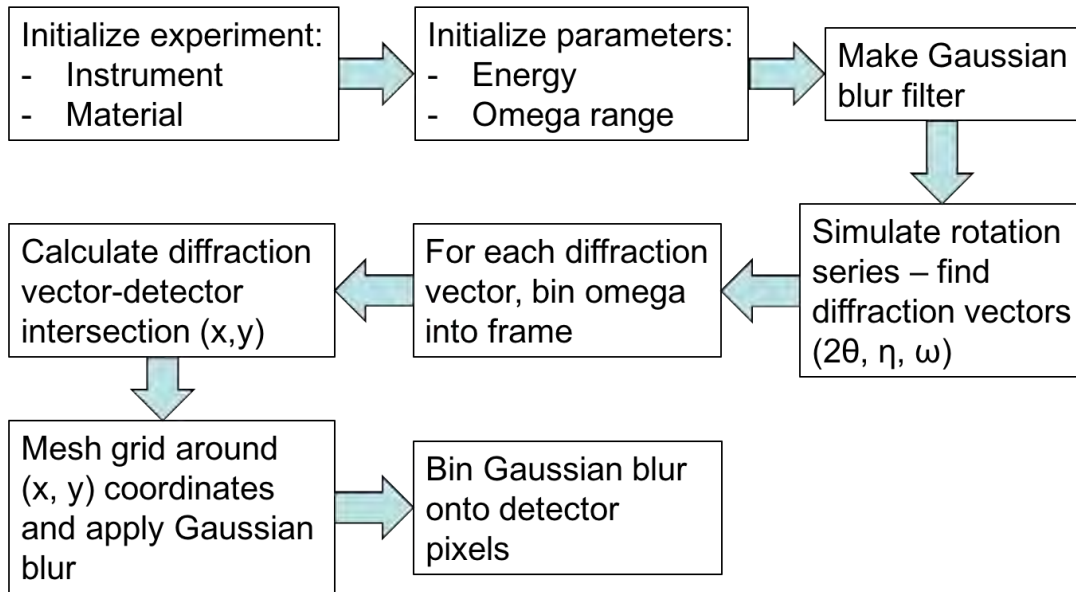 Initialize experiment:
- Instrument
- Material
Initialize parameters:
- Energy
- Omega range
Make Gaussian
blur filter
Simulate rotation
series – find
diffraction vectors
(2θ, η, ω)
For each diffraction
vector, bin omega
into frame
Calculate diffraction
vector-detector
intersection (x,y)
Mesh grid around
(x, y) coordinates
and apply Gaussian
blur
Bin Gaussian blur
onto detector
pixels